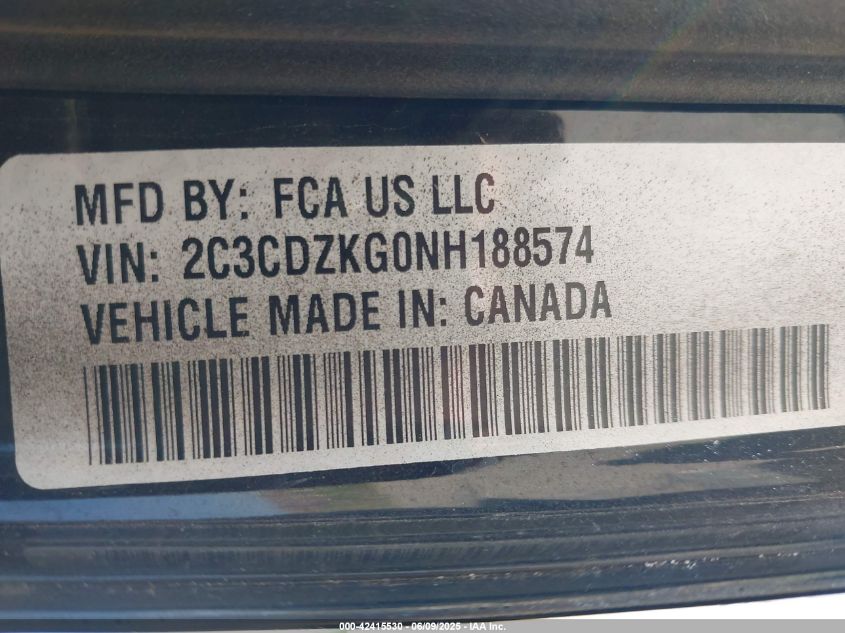 MFD BY: FCA US LLC
VIN: 2C3CDZKG0NH188574
VEHICLE MADE IN: CANADA
000-42415530 - 06/09/2025 - IAA Inc.